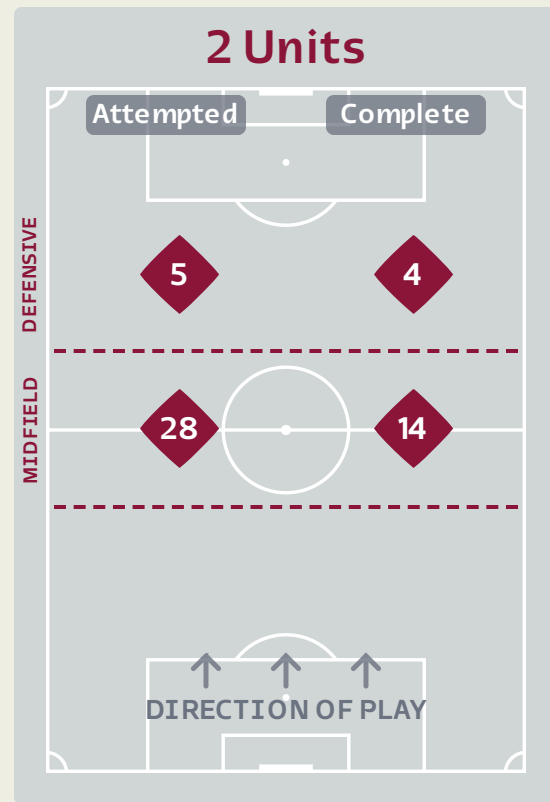 2 Units
Attempted Complete
DEFENSIVE
5 4
MIDFIELD
28 14
DIRECTION OF PLAY